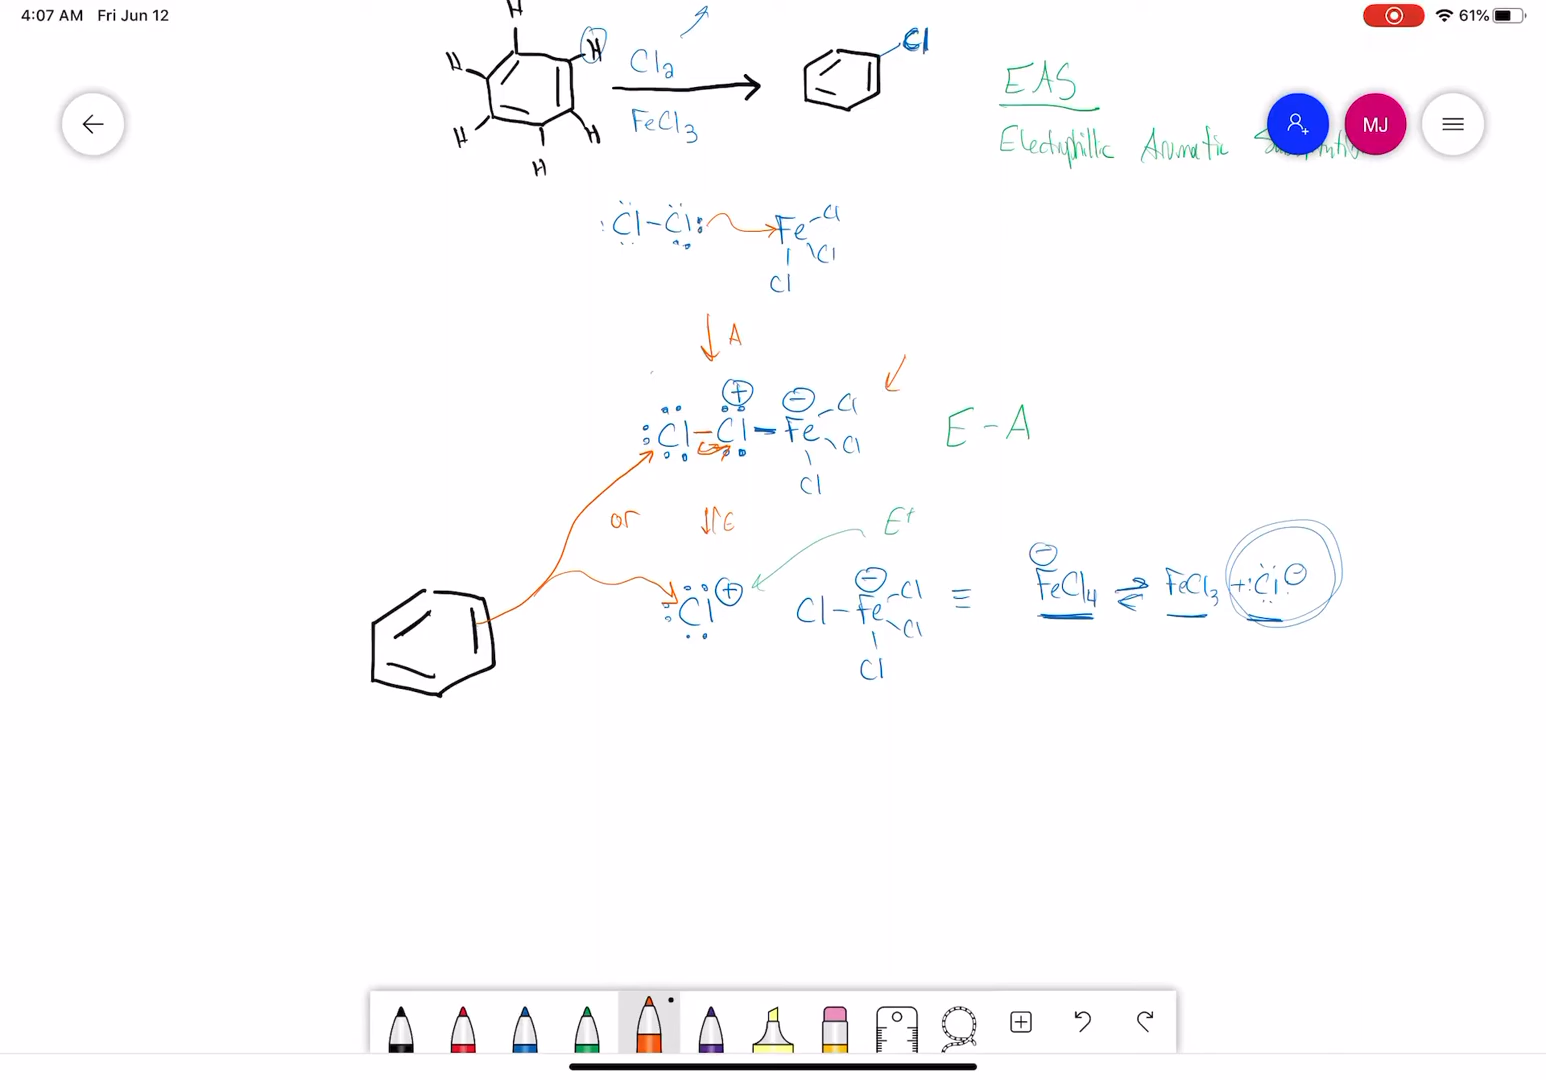 4:07 AM Fri Jun 12
61%
H
H
H
H
H
H
Cl₂
FeCl₃
Cl
EAS
Electrophillic Aromatic
MJ
:Cl-Cl: Fe Cl
Cl
Cl
A
⊕ ⊖
:Cl-Cl-Fe Cl
Cl
Cl
E-A
or
E
E⁺
:Cl ⊕
⊖
Cl-Fe Cl
Cl
Cl
≡
⊖
FeCl₄ ⇌ FeCl₃ + :Cl ⊖